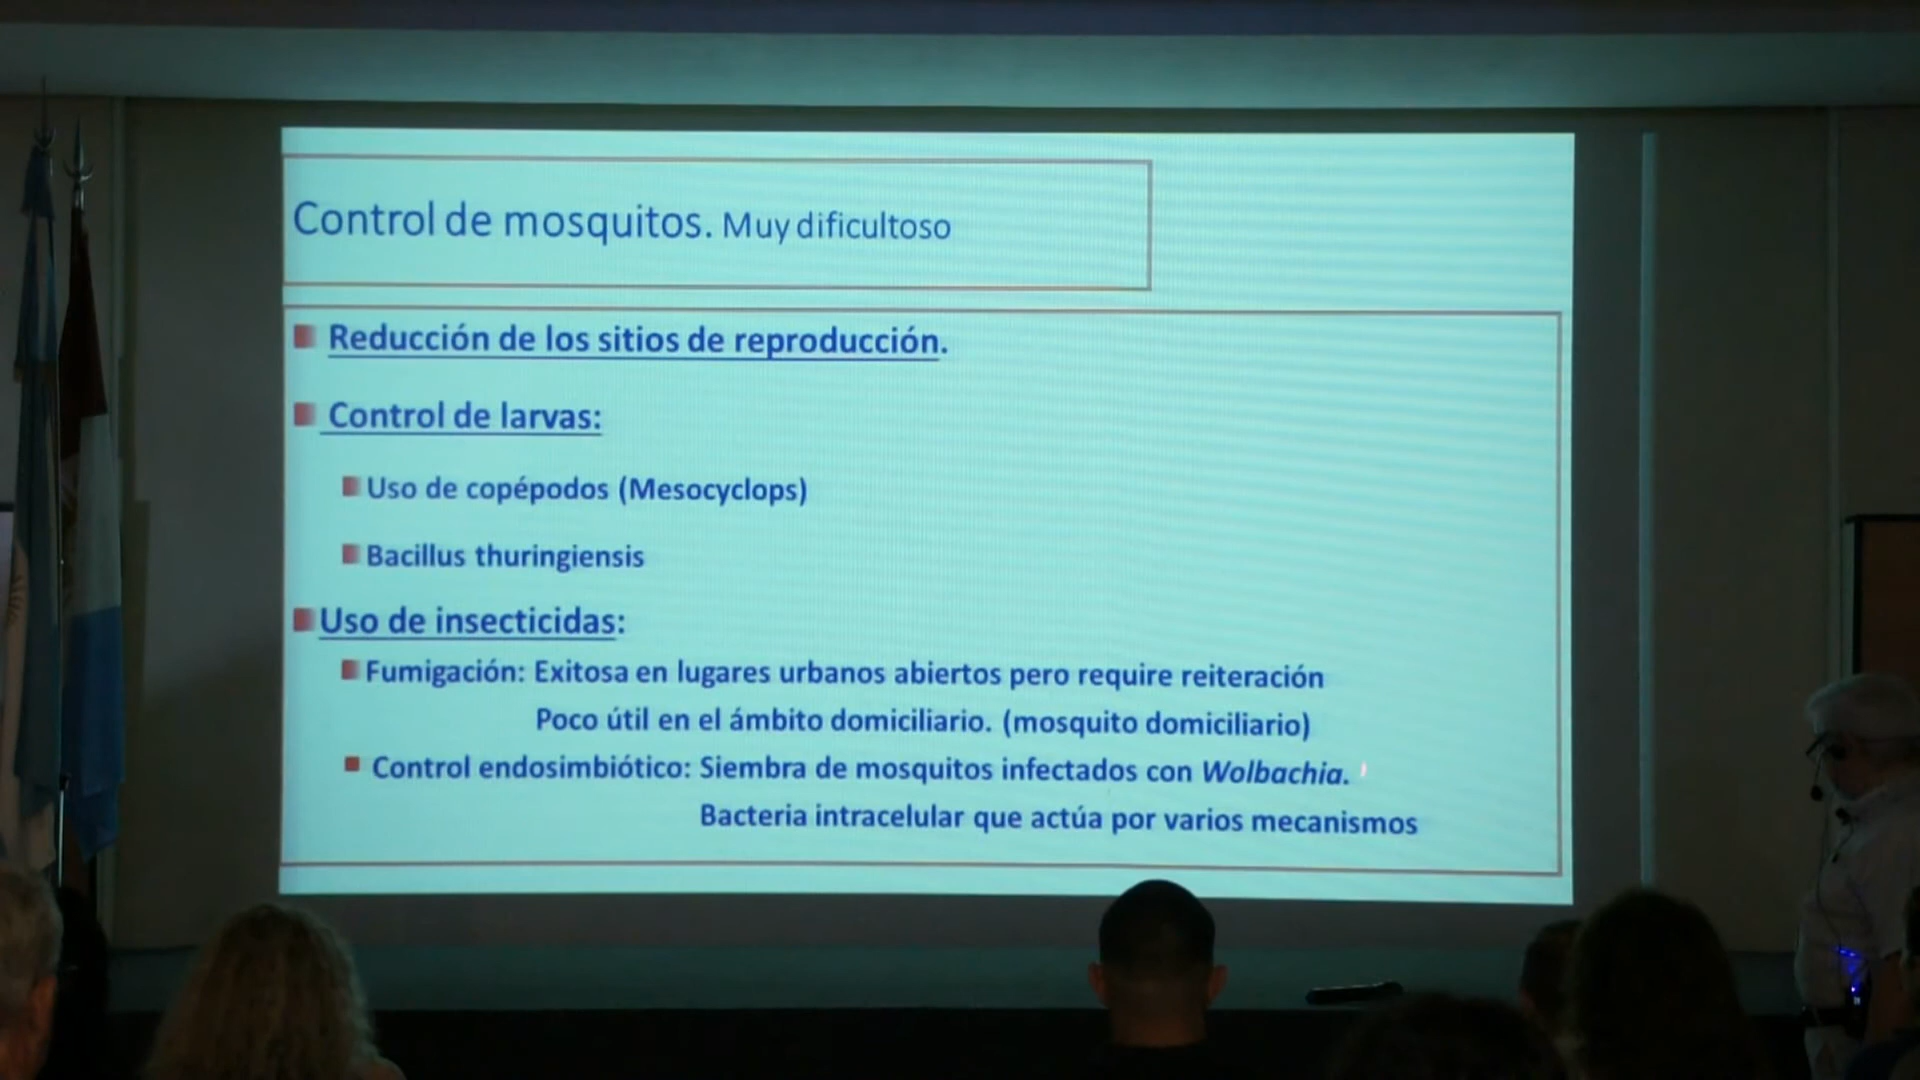 Control de mosquitos. Muy dificultoso
Reducción de los sitios de reproducción.
Control de larvas:
Uso de copépodos (Mesocyclops)
Bacillus thuringiensis
Uso de insecticidas:
Fumigación: Exitosa en lugares urbanos abiertos pero require reiteración
Poco útil en el ámbito domiciliario. (mosquito domiciliario)
Control endosimbiótico: Siembra de mosquitos infectados con Wolbachia.
Bacteria intracelular que actúa por varios mecanismos